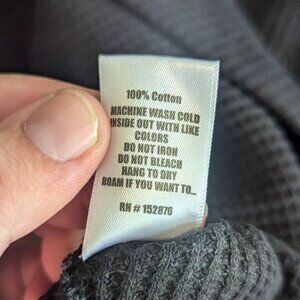 100% Cotton
MACHINE WASH COLD
INSIDE OUT WITH LIKE
COLORS
DO NOT IRON
DO NOT BLEACH
HANG TO DRY
ROAM IF YOU WANT TO...
RN # 152876